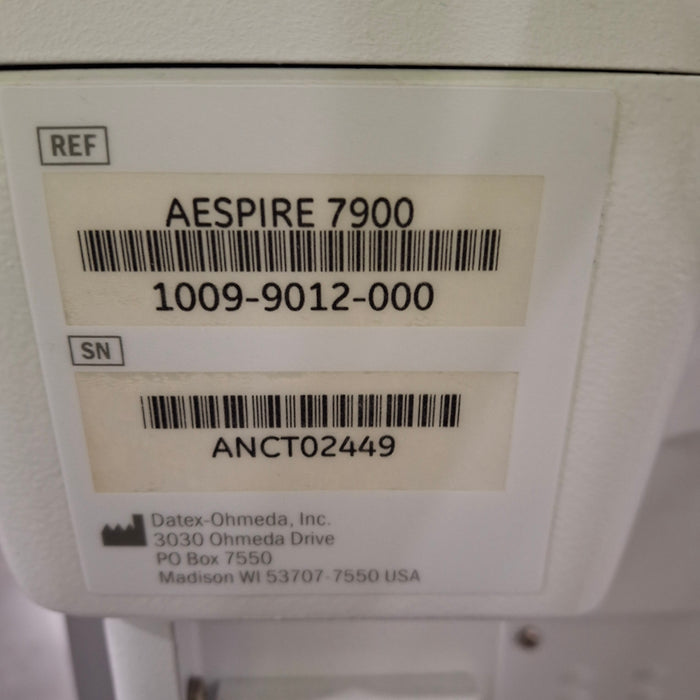 REF
AESPIRE 7900
1009-9012-000
SN
ANCT02449
Datex-Ohmeda, Inc.
3030 Ohmeda Drive
PO Box 7550
Madison WI 53707-7550 USA